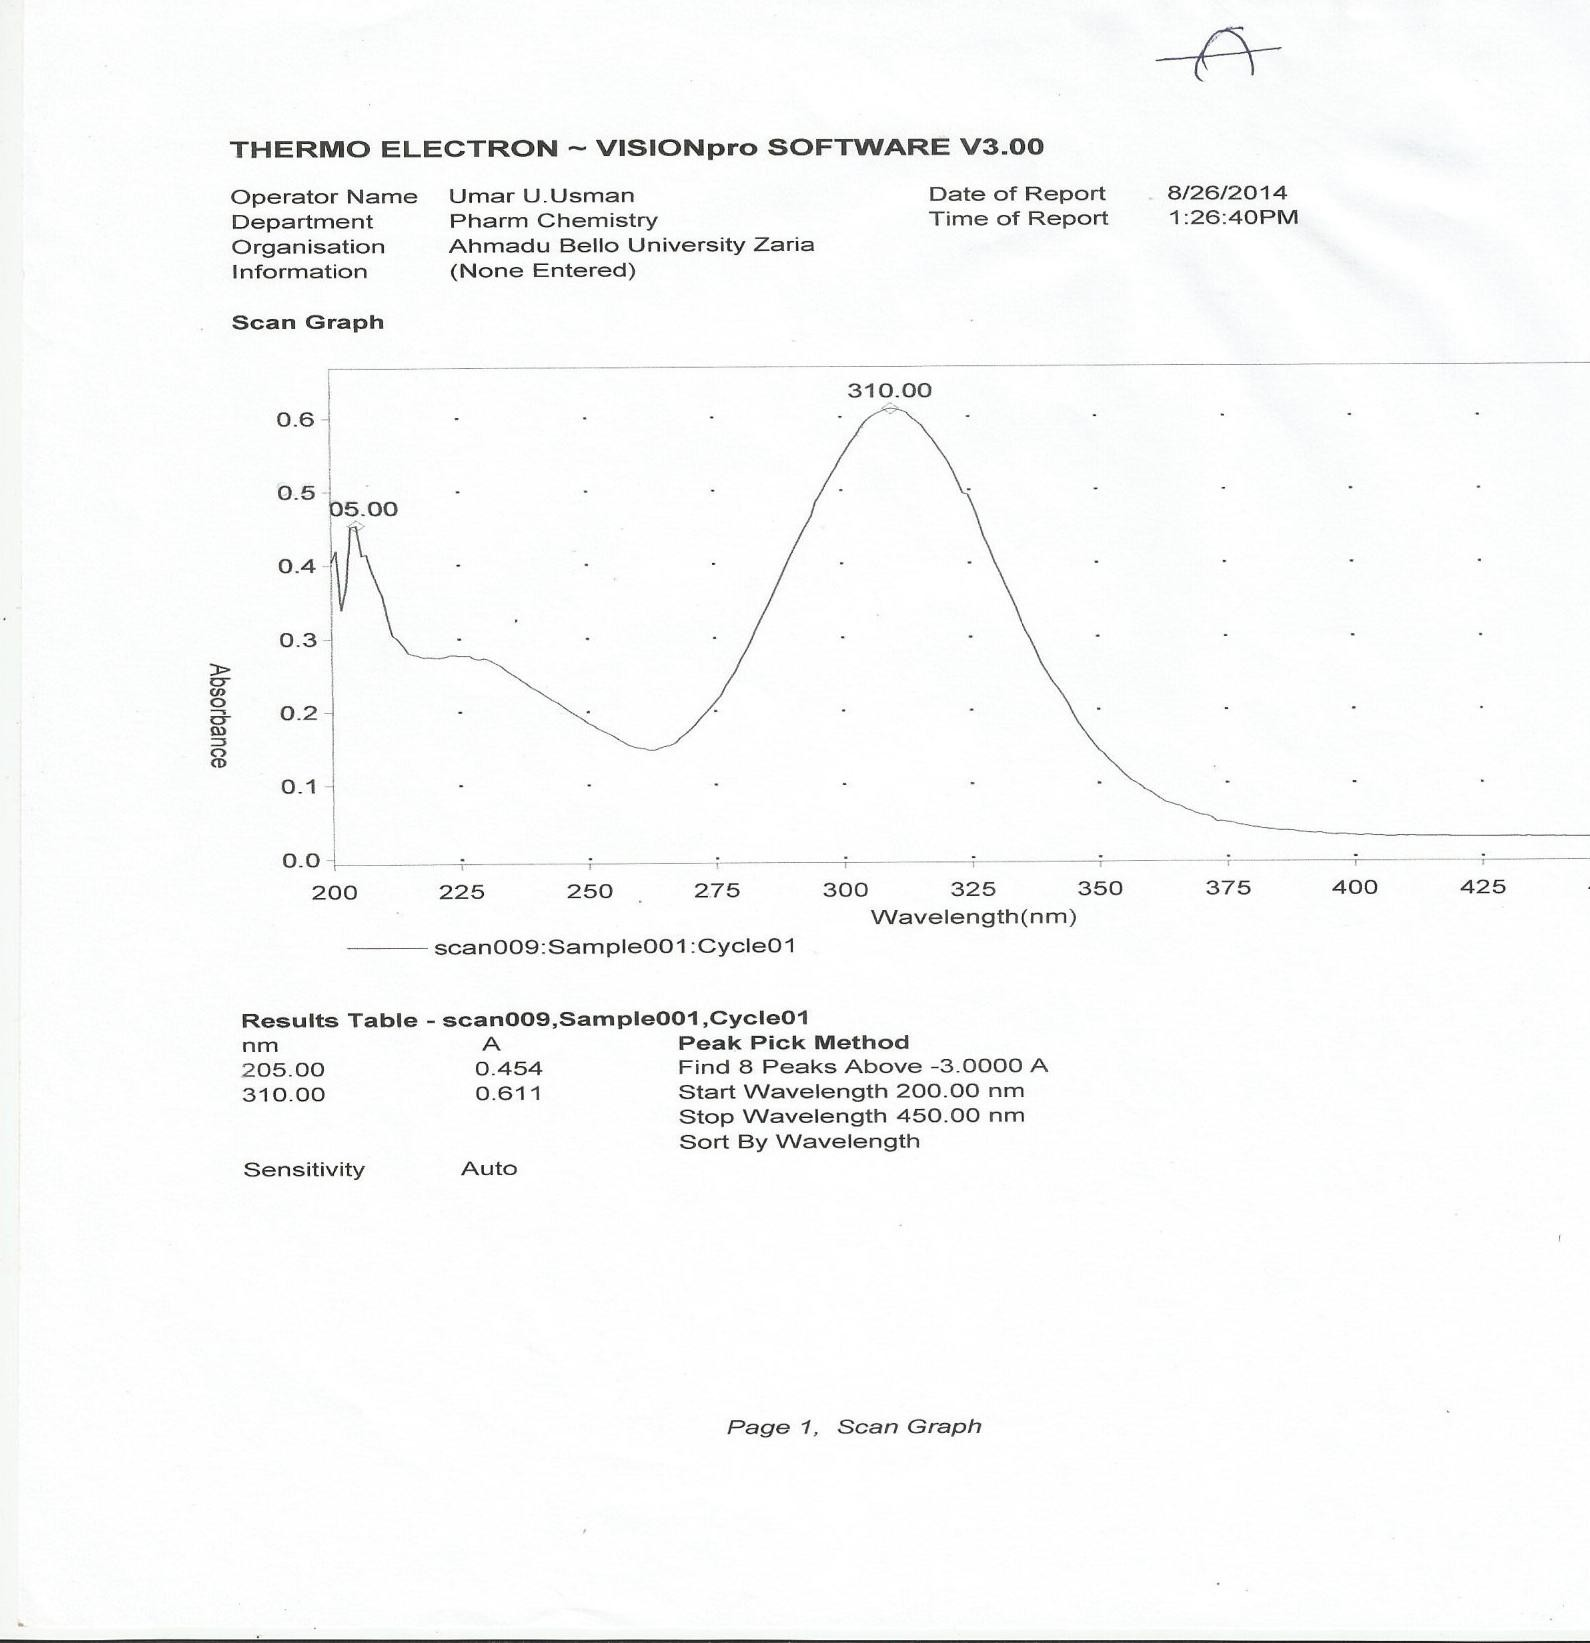 A
THERMO ELECTRON ~ VISIONpro SOFTWARE V3.00
Operator Name Umar U.Usman Date of Report 8/26/2014
Department Pharm Chemistry Time of Report 1:26:40PM
Organisation Ahmadu Bello University Zaria
Information (None Entered)
Scan Graph
310.00
0.6
0.5
05.00
0.4
0.3
0.2
0.1
0.0
Absorbance
200 225 250 275 300 325 350 375 400 425
Wavelength(nm)
scan009:Sample001:Cycle01
Results Table - scan009,Sample001,Cycle01
nm A Peak Pick Method
205.00 0.454 Find 8 Peaks Above -3.0000 A
310.00 0.611 Start Wavelength 200.00 nm
Stop Wavelength 450.00 nm
Sort By Wavelength
Sensitivity Auto
Page 1, Scan Graph